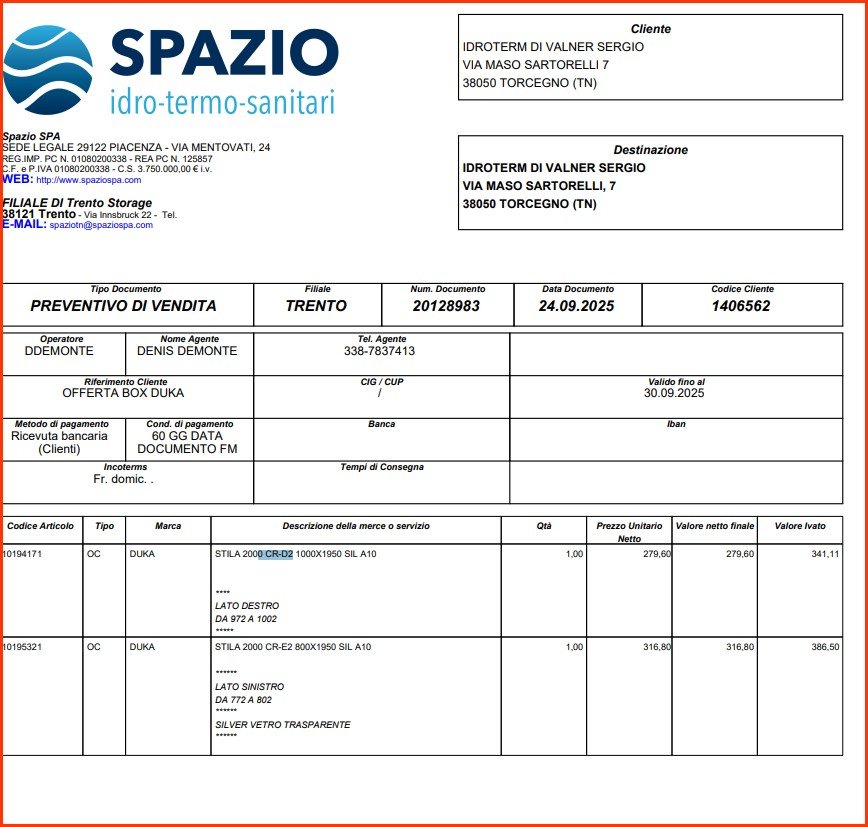 SPAZIO
idro-termo-sanitari
Spazio SPA
SEDE LEGALE 29122 PIACENZA - VIA MENTOVATI, 24
REG.IMP. PC N. 01080200338 - REA PC N. 125857
C.F. e P.IVA 01080200338 - C.S. 3.750.000,00 € i.v.
WEB: http://www.spaziospa.com
FILIALE DI Trento Storage
38121 Trento - Via Innsbruck 22 - Tel.
E-MAIL: spaziotn@spaziospa.com
Cliente
IDROTERM DI VALNER SERGIO
VIA MASO SARTORELLI 7
38050 TORCEGNO (TN)
Destinazione
IDROTERM DI VALNER SERGIO
VIA MASO SARTORELLI, 7
38050 TORCEGNO (TN)
Tipo Documento Filiale Num. Documento Data Documento Codice Cliente
PREVENTIVO DI VENDITA TRENTO 20128983 24.09.2025 1406562
Operatore Nome Agente Tel. Agente
DDEMONTE DENIS DEMONTE 338-7837413
Riferimento Cliente CIG / CUP Valido fino al
OFFERTA BOX DUKA / 30.09.2025
Metodo di pagamento Cond. di pagamento Banca Iban
Ricevuta bancaria 60 GG DATA
(Clienti) DOCUMENTO FM
Incoterms Tempi di Consegna
Fr. domic. .
Codice Articolo Tipo Marca Descrizione della merce o servizio Qtà Prezzo Unitario Valore netto finale Valore Ivato
Netto
10194171 OC DUKA STILA 2000 CR-D2 1000X1950 SIL A10 1,00 279,60 279,60 341,11
****
LATO DESTRO
DA 972 A 1002
*****
10195321 OC DUKA STILA 2000 CR-E2 800X1950 SIL A10 1,00 316,80 316,80 386,50
******
LATO SINISTRO
DA 772 A 802
******
SILVER VETRO TRASPARENTE
******